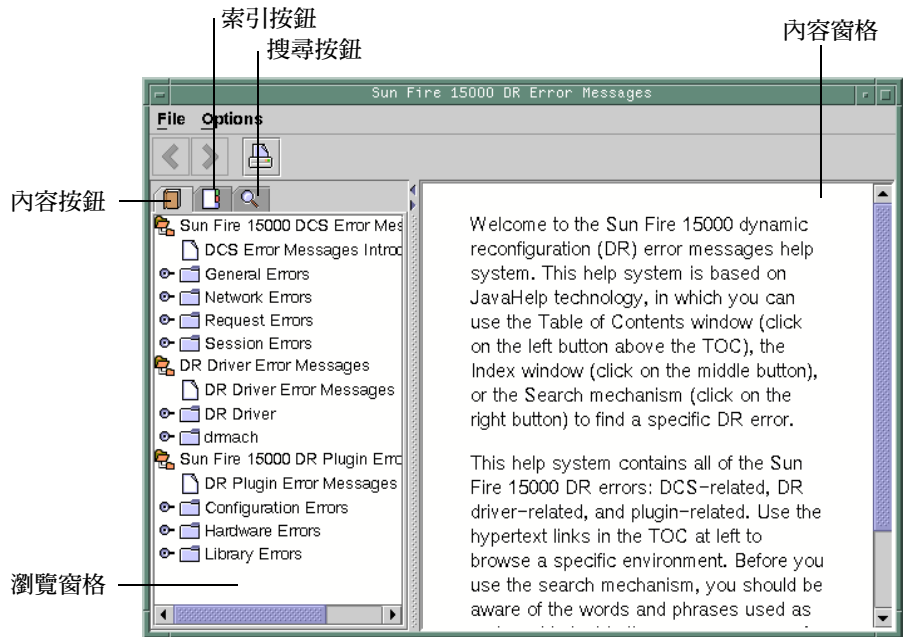 索引按鈕
搜尋按鈕
內容窗格
Sun Fire 15000 DR Error Messages
File Options
內容按鈕
Sun Fire 15000 DCS Error Mes
DCS Error Messages Introd
General Errors
Network Errors
Request Errors
Session Errors
DR Driver Error Messages
DR Driver Error Messages
DR Driver
drmach
Sun Fire 15000 DR Plugin Erro
DR Plugin Error Messages
Configuration Errors
Hardware Errors
Library Errors
瀏覽窗格
Welcome to the Sun Fire 15000 dynamic
reconfiguration (DR) error messages help
system. This help system is based on
JavaHelp technology, in which you can
use the Table of Contents window (click
on the left button above the TOC), the
Index window (click on the middle button),
or the Search mechanism (click on the
right button) to find a specific DR error.
This help system contains all of the Sun
Fire 15000 DR errors: DCS-related, DR
driver-related, and plugin-related. Use the
hypertext links in the TOC at left to
browse a specific environment. Before you
use the search mechanism, you should be
aware of the words and phrases used as